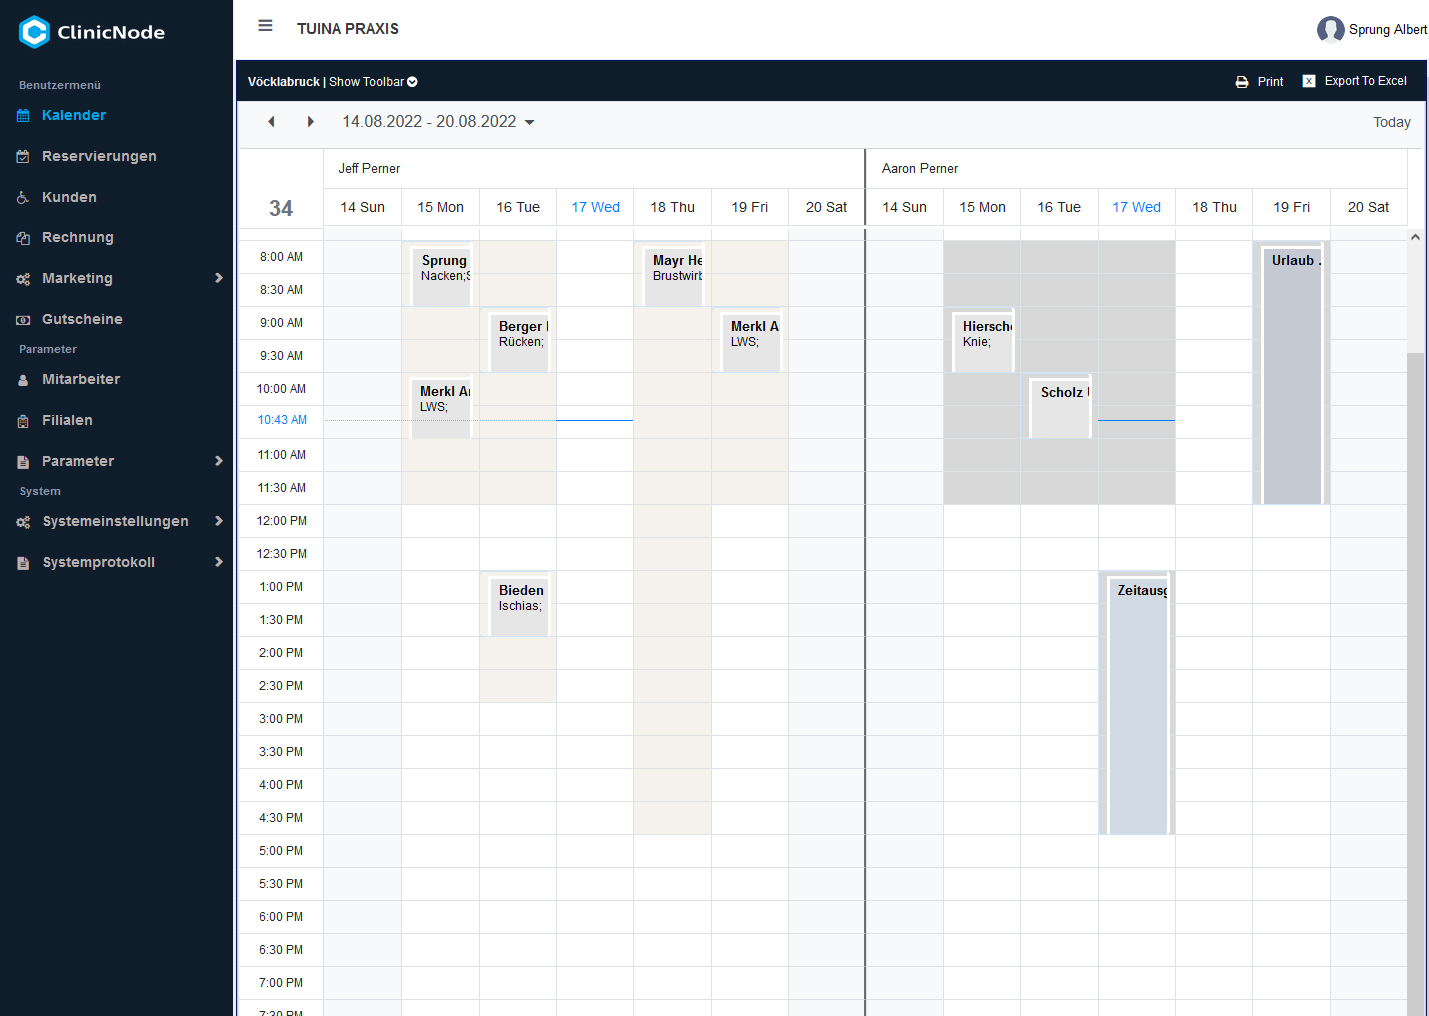 ClinicNode
TUINA PRAXIS
Sprung Albert
Benutzermenü
Kalender
Reservierungen
Kunden
Rechnung
Marketing
Gutscheine
Parameter
Mitarbeiter
Filialen
Parameter
System
Systemeinstellungen
Systemprotokoll
Vöcklabruck | Show Toolbar
Print
Export To Excel
14.08.2022 - 20.08.2022
Today
Jeff Perner
Aaron Perner
34
14 Sun 15 Mon 16 Tue 17 Wed 18 Thu 19 Fri 20 Sat 14 Sun 15 Mon 16 Tue 17 Wed 18 Thu 19 Fri 20 Sat
8:00 AM
8:30 AM
9:00 AM
9:30 AM
10:00 AM
10:43 AM
11:00 AM
11:30 AM
12:00 PM
12:30 PM
1:00 PM
1:30 PM
2:00 PM
2:30 PM
3:00 PM
3:30 PM
4:00 PM
4:30 PM
5:00 PM
5:30 PM
6:00 PM
6:30 PM
7:00 PM
7:30 PM
Sprung
Nacken;S
Merkl A
LWS;
Berger
Rücken;
Bieden
Ischias;
Mayr He
Brustwirb
Merkl A
LWS;
Hiersch
Knie;
Scholz
Zeitausg
Urlaub .